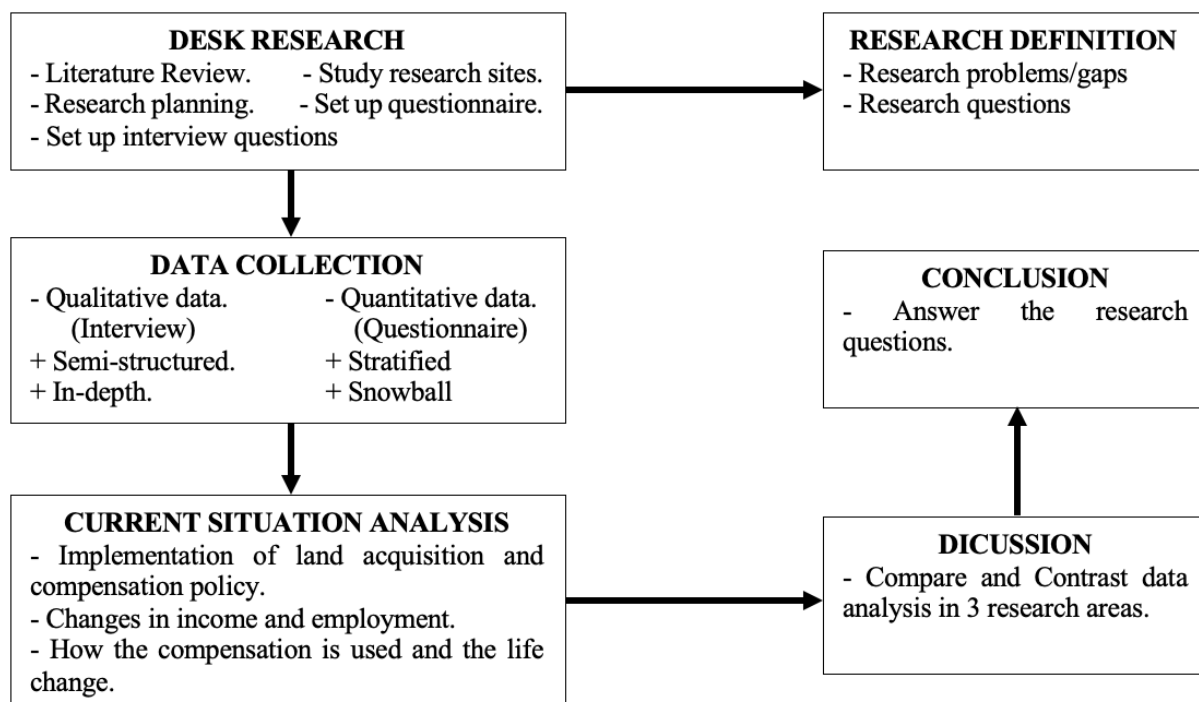 DESK RESEARCH
- Literature Review. - Study research sites.
- Research planning. - Set up questionnaire.
- Set up interview questions
RESEARCH DEFINITION
- Research problems/gaps
- Research questions
DATA COLLECTION
- Qualitative data. - Quantitative data.
(Interview) (Questionnaire)
+ Semi-structured. + Stratified
+ In-depth. + Snowball
CONCLUSION
- Answer the research
questions.
CURRENT SITUATION ANALYSIS
- Implementation of land acquisition and
compensation policy.
- Changes in income and employment.
- How the compensation is used and the life
change.
DICUSSION
- Compare and Contrast data
analysis in 3 research areas.